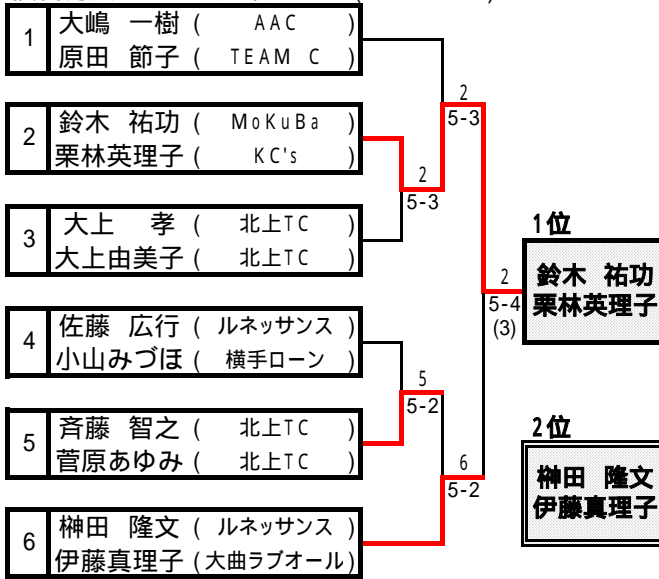 1 大嶋 一樹 ( AAC )
原田 節子 ( TEAM C )
2
5-3
2 鈴木 祐功 ( MoKuBa )
栗林英理子 ( KC's )
2
5-3
3 大上 孝 ( 北上TC )
大上由美子 ( 北上TC )
1位
鈴木 祐功
栗林英理子
2
5-4
(3)
4 佐藤 広行 ( ルネッサンス )
小山みづほ ( 横手ローン )
5
5-2
5 斉藤 智之 ( 北上TC )
菅原あゆみ ( 北上TC )
2位
榊田 隆文
伊藤真理子
6
5-2
6 榊田 隆文 ( ルネッサンス )
伊藤真理子 (大曲ラブオール)